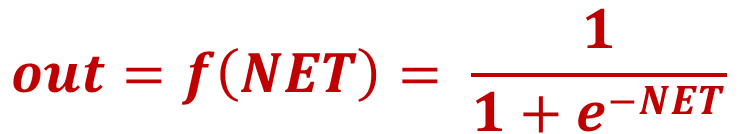 out = f(NET) = 1 / (1 + e^{-NET})